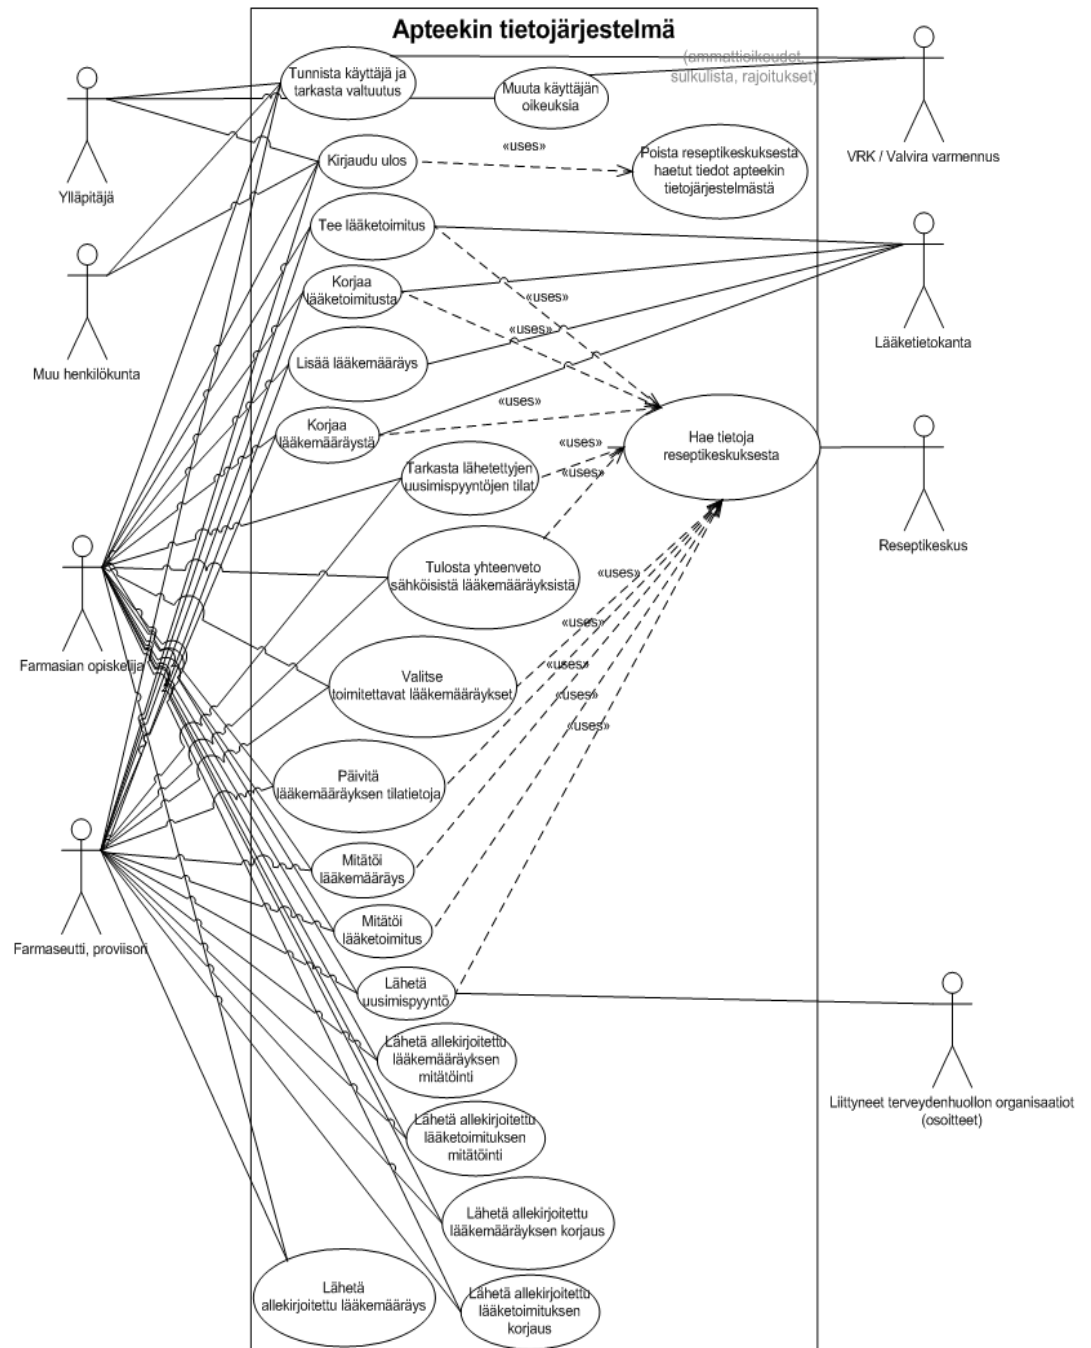 Apteekin tietojärjestelmä
(ammattioikeudet,
sulkulista, rajoitukset)
Tunnista käyttäjä ja
tarkasta valtuutus
Muuta käyttäjän
oikeuksia
VRK / Valvira varmennus
Ylläpitäjä
Kirjaudu ulos
«uses»
Poista reseptikeskuksesta
haetut tiedot apteekin
tietojärjestelmästä
Tee lääketoimitus
Korjaa
lääketoimitusta
«uses»
«uses»
Lääketietokanta
Muu henkilökunta
Lisää lääkemääräys
«uses»
Korjaa
lääkemääräystä
Hae tietoja
reseptikeskuksesta
«uses»
Tarkasta lähetettyjen
uusimispyyntöjen tilat
«uses»
Reseptikeskus
Tulosta yhteenveto
sähköisistä lääkemääräyksistä
«uses»
Farmasian opiskelija
«uses»
Valitse
toimitettavat lääkemääräykset
«uses»
«uses»
«uses»
Päivitä
lääkemääräyksen tilatietoja
Mitätöi
lääkemääräys
Mitätöi
lääketoimitus
Farmaseutti, proviisori
Lähetä
uusimispyyntö
Lähetä allekirjoitettu
lääkemääräyksen
mitätöinti
Liittyneet terveydenhuollon organisaatiot
(osoitteet)
Lähetä allekirjoitettu
lääketoimituksen
mitätöinti
Lähetä allekirjoitettu
lääkemääräyksen korjaus
Lähetä
allekirjoitettu lääkemääräys
Lähetä allekirjoitettu
lääketoimituksen
korjaus